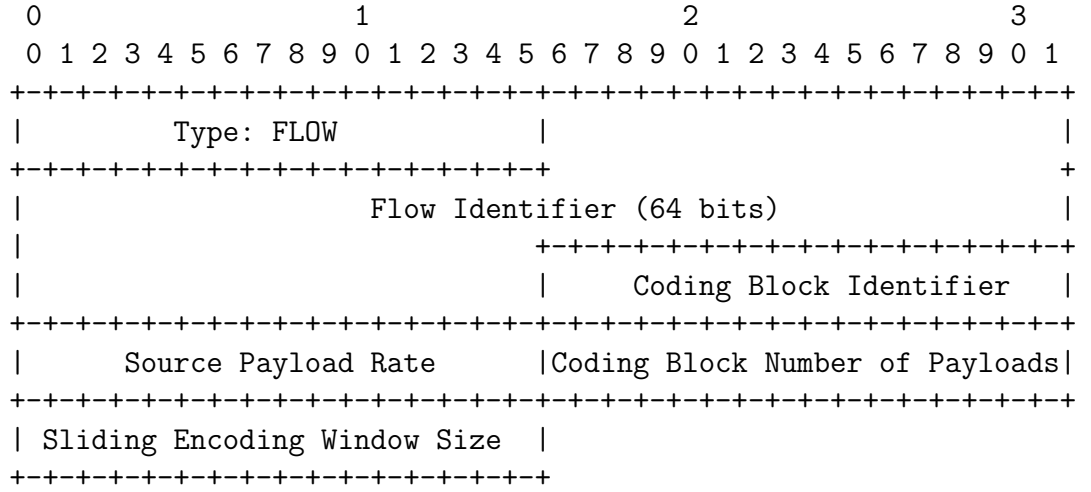 0                   1                   2                   3
 0 1 2 3 4 5 6 7 8 9 0 1 2 3 4 5 6 7 8 9 0 1 2 3 4 5 6 7 8 9 0 1
+-+-+-+-+-+-+-+-+-+-+-+-+-+-+-+-+-+-+-+-+-+-+-+-+-+-+-+-+-+-+-+-+
|         Type: FLOW            |                               |
+-+-+-+-+-+-+-+-+-+-+-+-+-+-+-+-+                               +
|                     Flow Identifier (64 bits)                 |
|                               +-+-+-+-+-+-+-+-+-+-+-+-+-+-+-+-+
|                               |     Coding Block Identifier   |
+-+-+-+-+-+-+-+-+-+-+-+-+-+-+-+-+-+-+-+-+-+-+-+-+-+-+-+-+-+-+-+-+
|      Source Payload Rate      |Coding Block Number of Payloads|
+-+-+-+-+-+-+-+-+-+-+-+-+-+-+-+-+-+-+-+-+-+-+-+-+-+-+-+-+-+-+-+-+
| Sliding Encoding Window Size  |
+-+-+-+-+-+-+-+-+-+-+-+-+-+-+-+-+